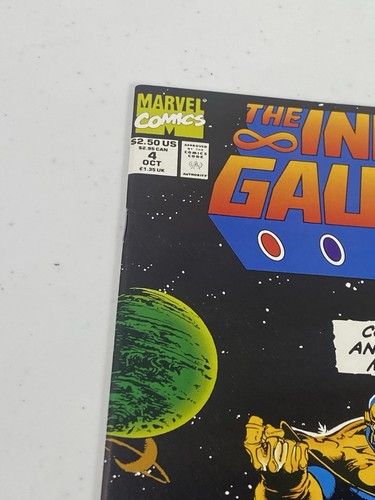 MARVEL
COMICS
M
$2.50 US
$2.95 CAN
4
OCT
£1.35 UK
APPROVED
BY THE
COMICS
CODE
AUTHORITY
THE
∞ IN
GAU
CO
AN